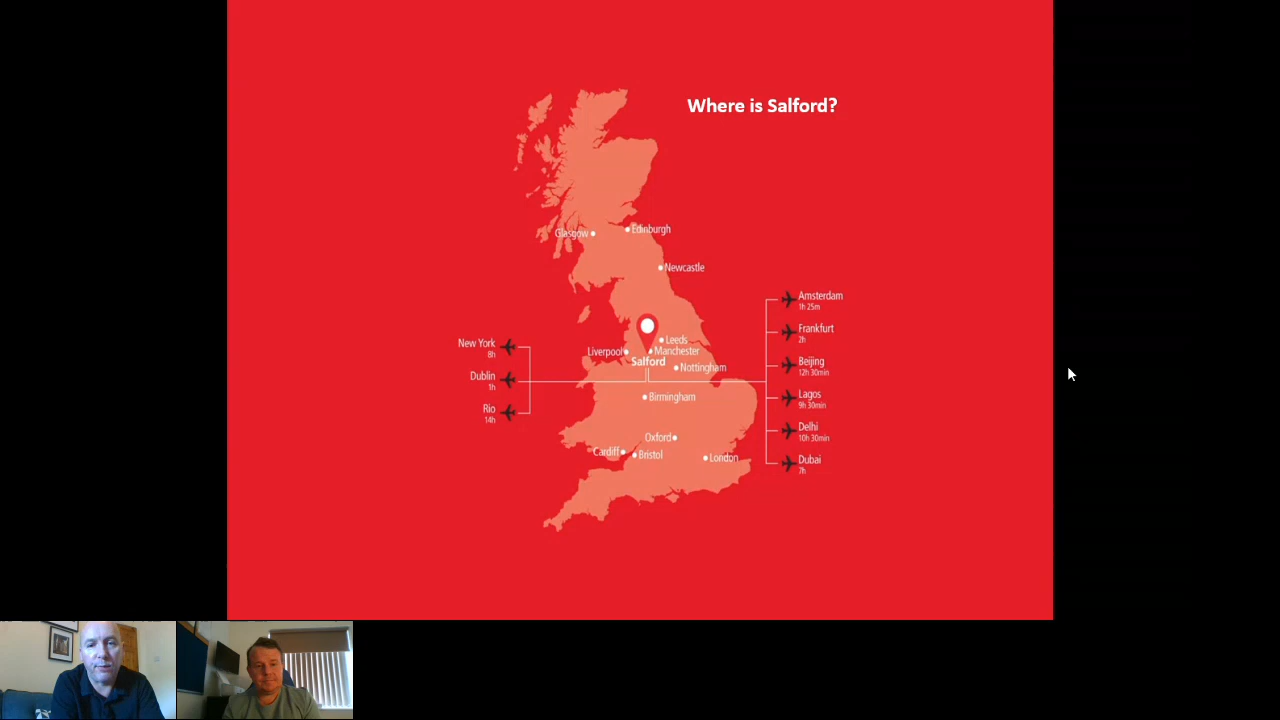 Where is Salford?
Glasgow
Edinburgh
Newcastle
Leeds
Liverpool
Manchester
Salford
Nottingham
Birmingham
Oxford
Cardiff
Bristol
London
New York
8h
Dublin
1h
Rio
14h
Amsterdam
1h 25m
Frankfurt
2h
Beijing
12h 30min
Lagos
9h 30min
Delhi
10h 30min
Dubai
7h